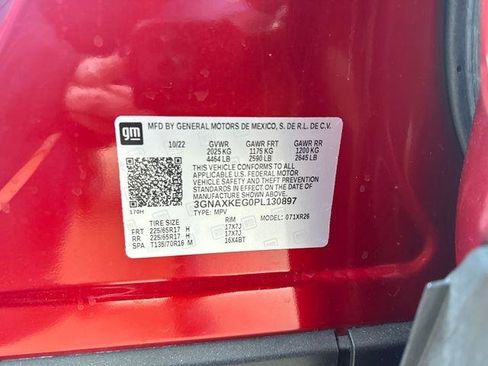 gm
MFD BY GENERAL MOTORS DE MEXICO, S. DE R.L. DE C.V.
10/22 GVWR GAWR FRT GAWR RR
2025 KG 1175 KG 1200 KG
4464 LB 2590 LB 2645 LB
THIS VEHICLE CONFORMS TO ALL
APPLICABLE U.S. FEDERAL MOTOR
VEHICLE SAFETY, BUMPER, AND THEFT
PREVENTION STANDARDS IN EFFECT ON
THE DATE OF MANUFACTURE SHOWN ABOVE.
170H 3GNAXKEG0PL130897
TYPE: MPV MODEL: 071XR26
TIRE SIZE RIM
FRT 225/65R17 H 17X7J
RR 225/65R17 H 17X7J
SPA T135/70R16 M 16X4BT